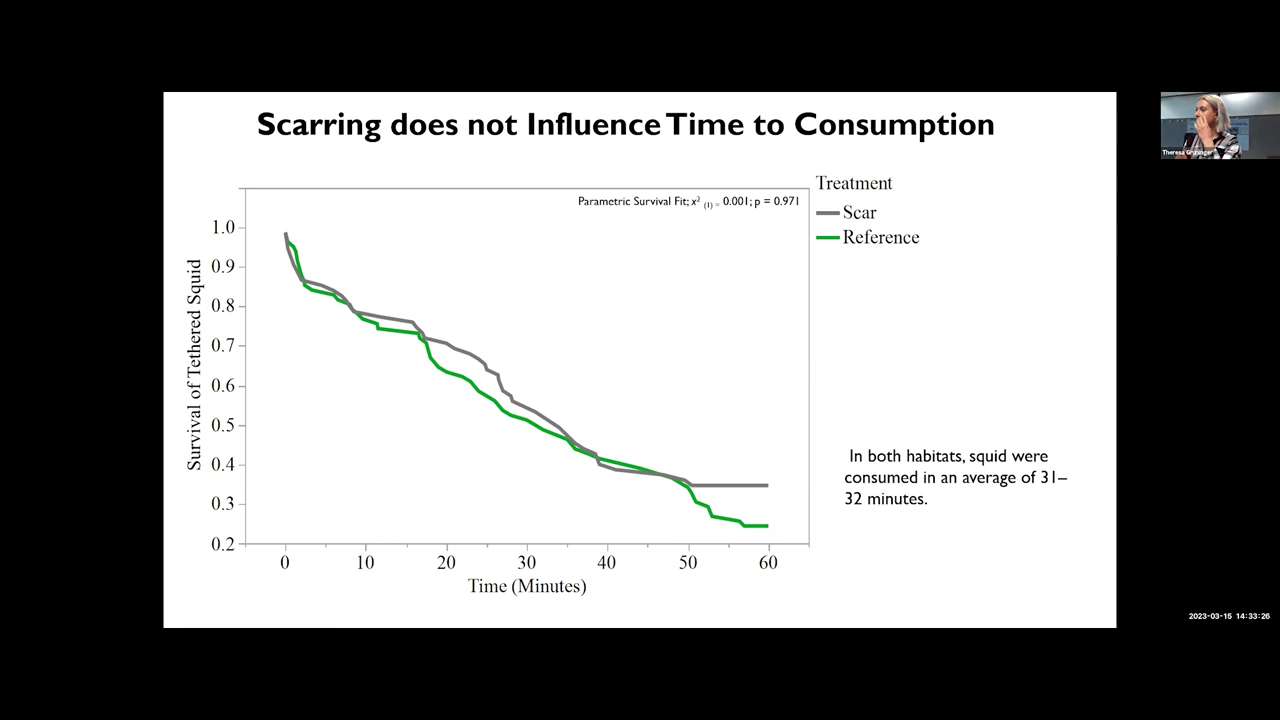 Scarring does not Influence Time to Consumption
Parametric Survival Fit; x² (1) = 0.001; p = 0.971
Treatment
Scar
Reference
Survival of Tethered Squid
1.0
0.9
0.8
0.7
0.6
0.5
0.4
0.3
0.2
0 10 20 30 40 50 60
Time (Minutes)
In both habitats, squid were
consumed in an average of 31–
32 minutes.
Theresa
2023-03-15 14:33:26